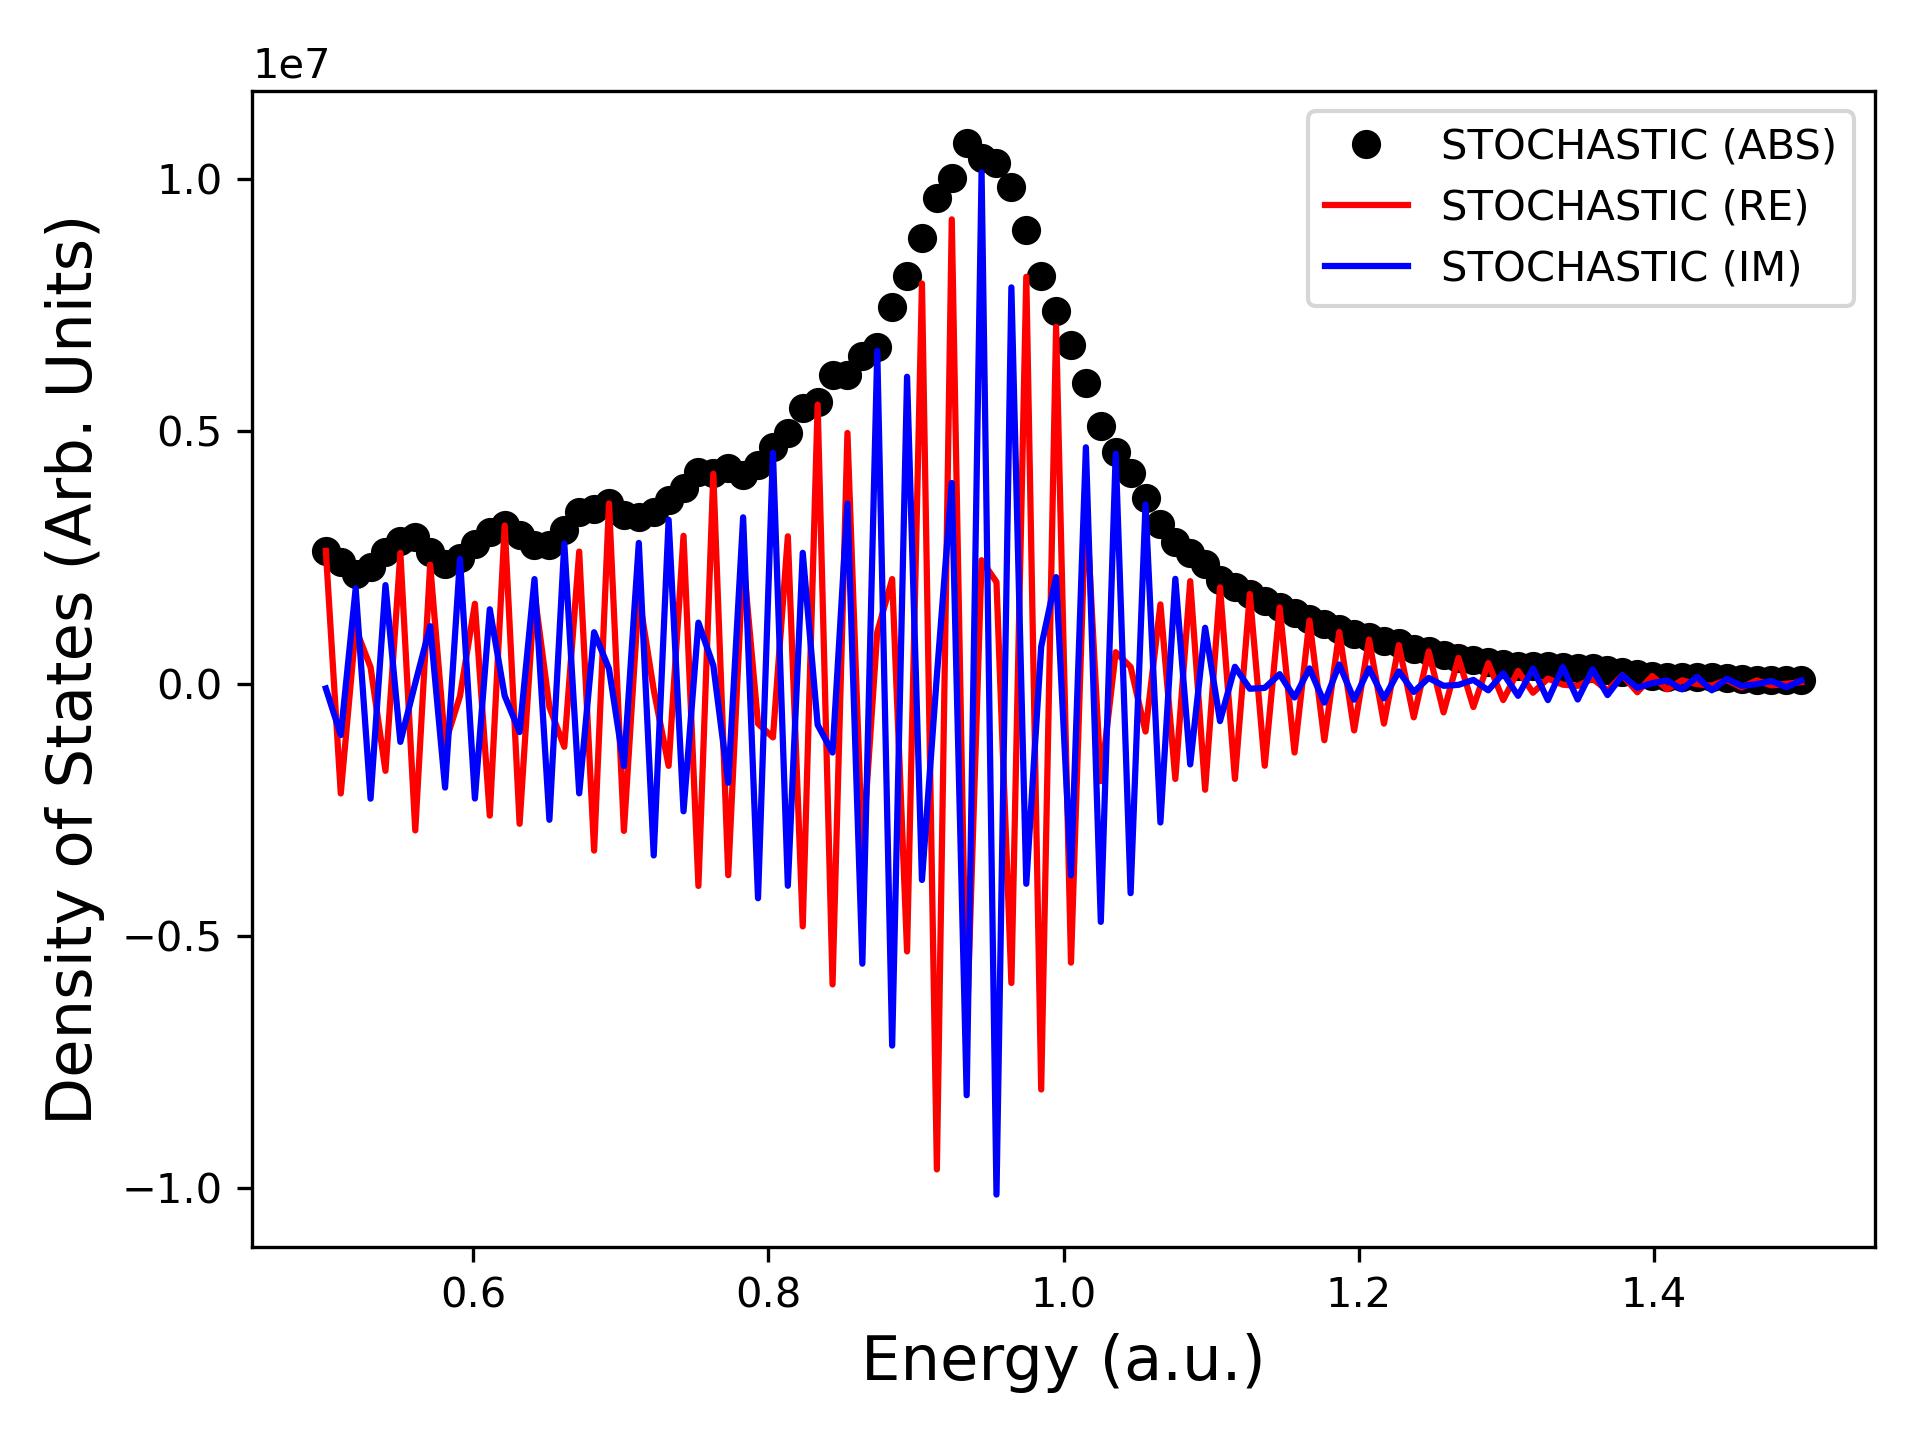 1e7
1.0
0.5
0.0
−0.5
−1.0
Density of States (Arb. Units)
STOCHASTIC (ABS)
STOCHASTIC (RE)
STOCHASTIC (IM)
0.6
0.8
1.0
1.2
1.4
Energy (a.u.)